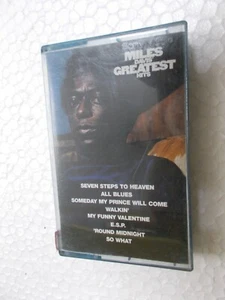 MILES
DAVIS'
GREATEST
HITS
SEVEN STEPS TO HEAVEN
ALL BLUES
SOMEDAY MY PRINCE WILL COME
WALKIN'
MY FUNNY VALENTINE
E.S.P.
'ROUND MIDNIGHT
SO WHAT